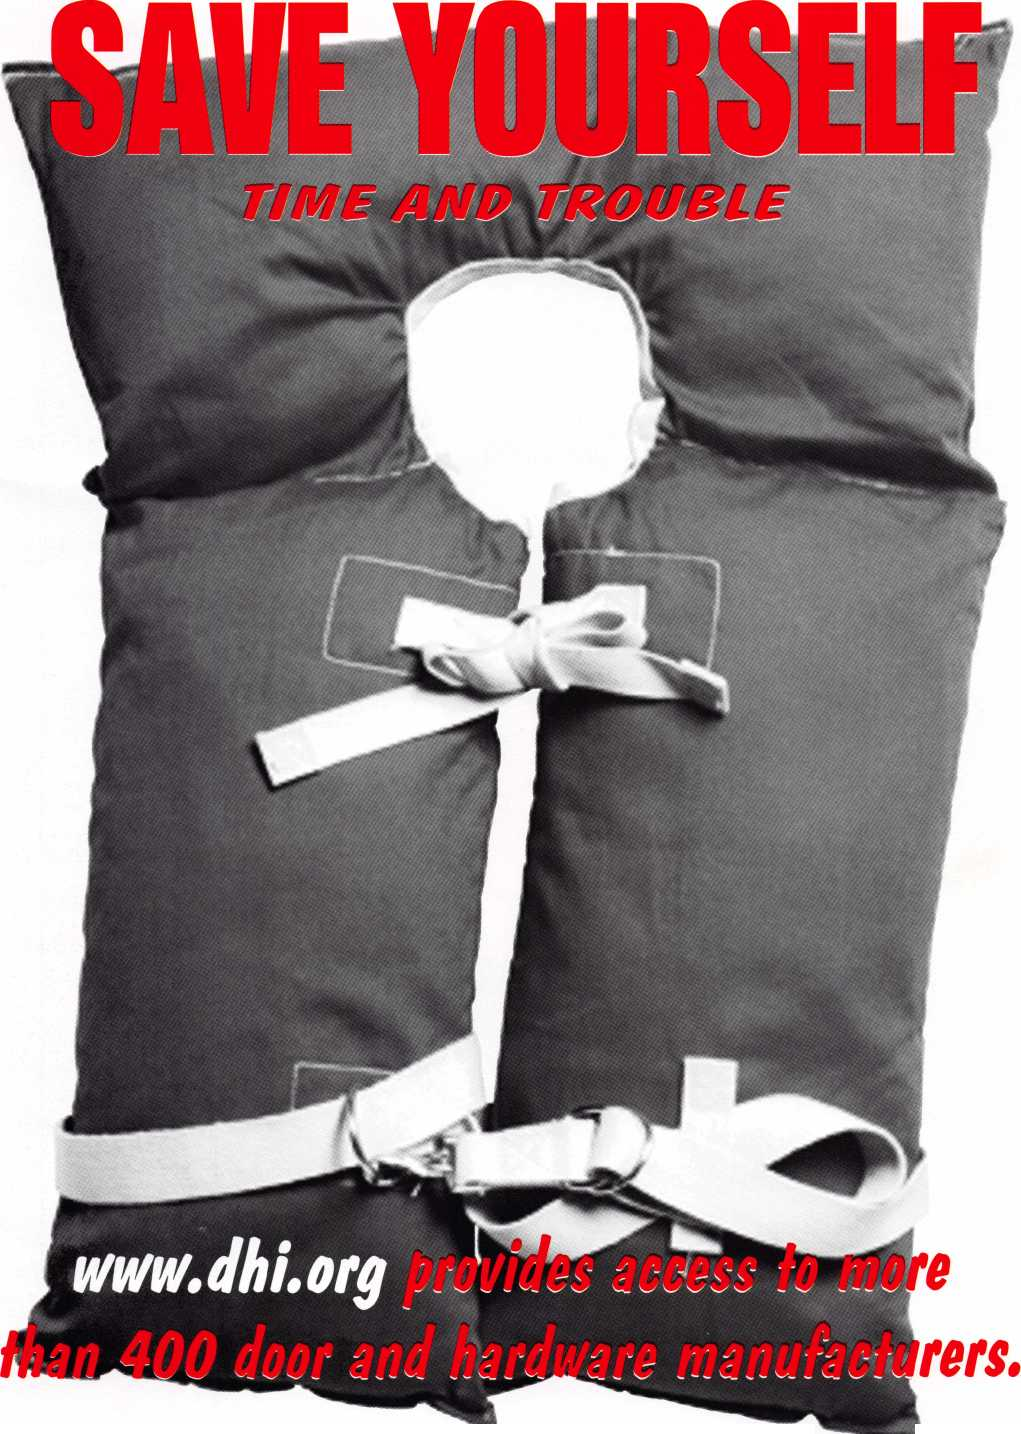 SAVE YOURSELF
TIME AND TROUBLE
www.dhi.org provides access to more
than 400 door and hardware manufacturers.